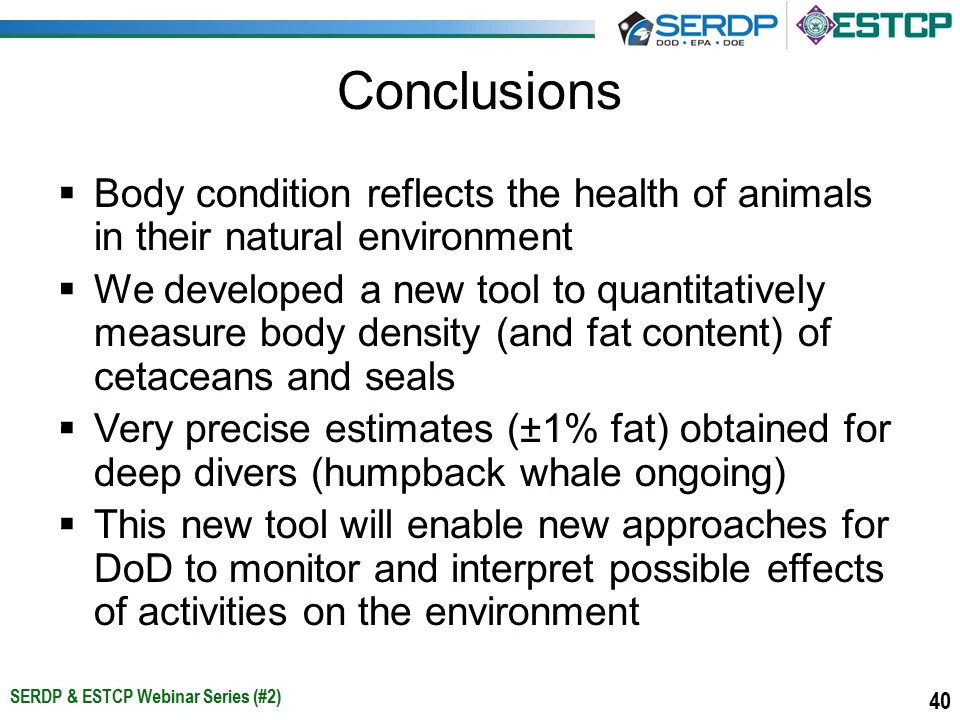 SERDP
DOD • EPA • DOE
ESTCP
Conclusions
▪ Body condition reflects the health of animals
in their natural environment
▪ We developed a new tool to quantitatively
measure body density (and fat content) of
cetaceans and seals
▪ Very precise estimates (±1% fat) obtained for
deep divers (humpback whale ongoing)
▪ This new tool will enable new approaches for
DoD to monitor and interpret possible effects
of activities on the environment
SERDP & ESTCP Webinar Series (#2)
40